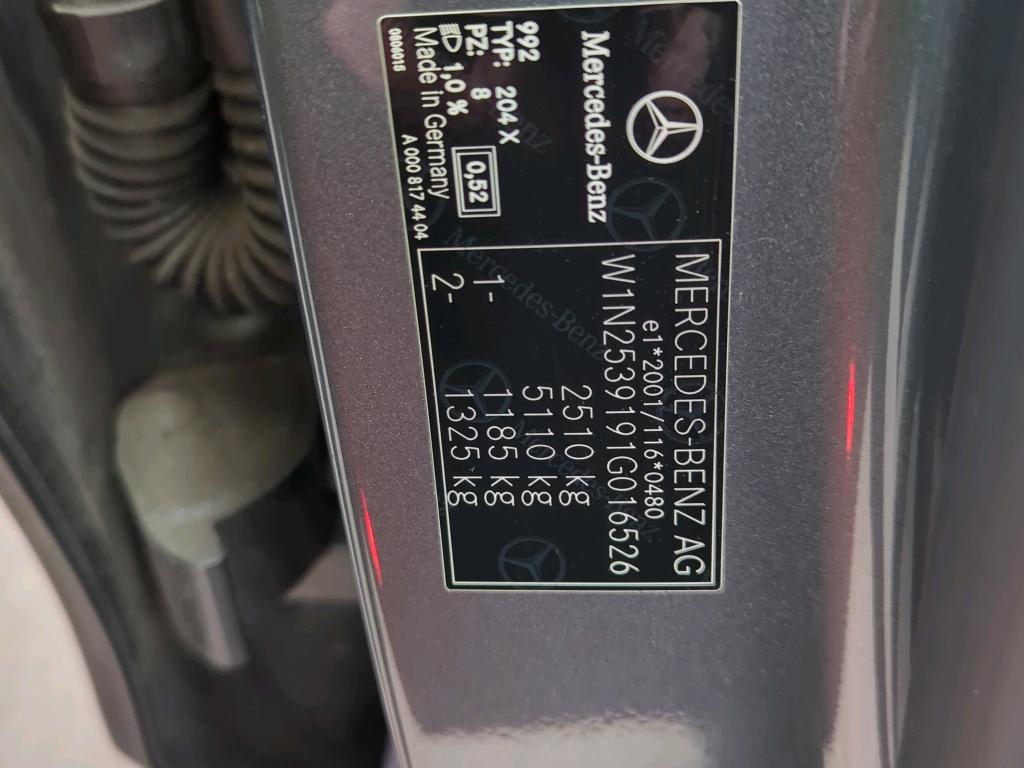 Mercedes-Benz
992
TYP: 204 X
PZ: 8
1,0 %
0,52
Made in Germany
0806016
A 000 817 44 04
MERCEDES-BENZ AG
e1*2001/116*0480
W1N2539191G016526
2510 kg
5110 kg
1- 1185 kg
2- 1325 kg